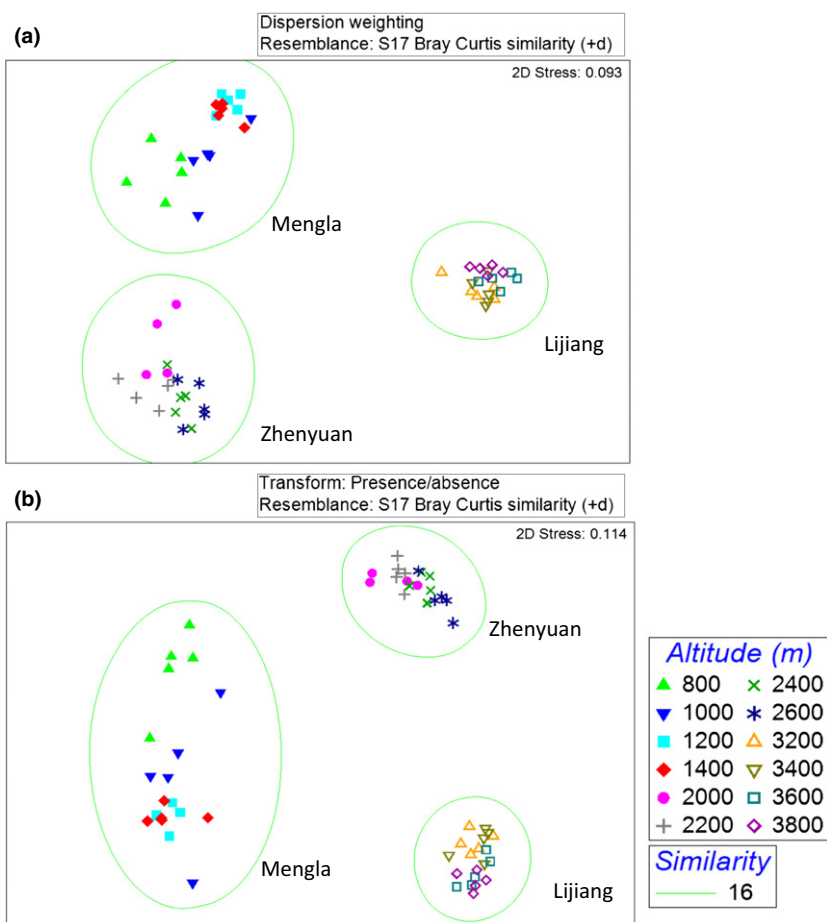 (a)
Dispersion weighting
Resemblance: S17 Bray Curtis similarity (+d)
2D Stress: 0.093
Mengla
Lijiang
Zhenyuan
(b)
Transform: Presence/absence
Resemblance: S17 Bray Curtis similarity (+d)
2D Stress: 0.114
Zhenyuan
Mengla
Lijiang
Altitude (m)
800 2400
1000 2600
1200 3200
1400 3400
2000 3600
2200 3800
Similarity
16